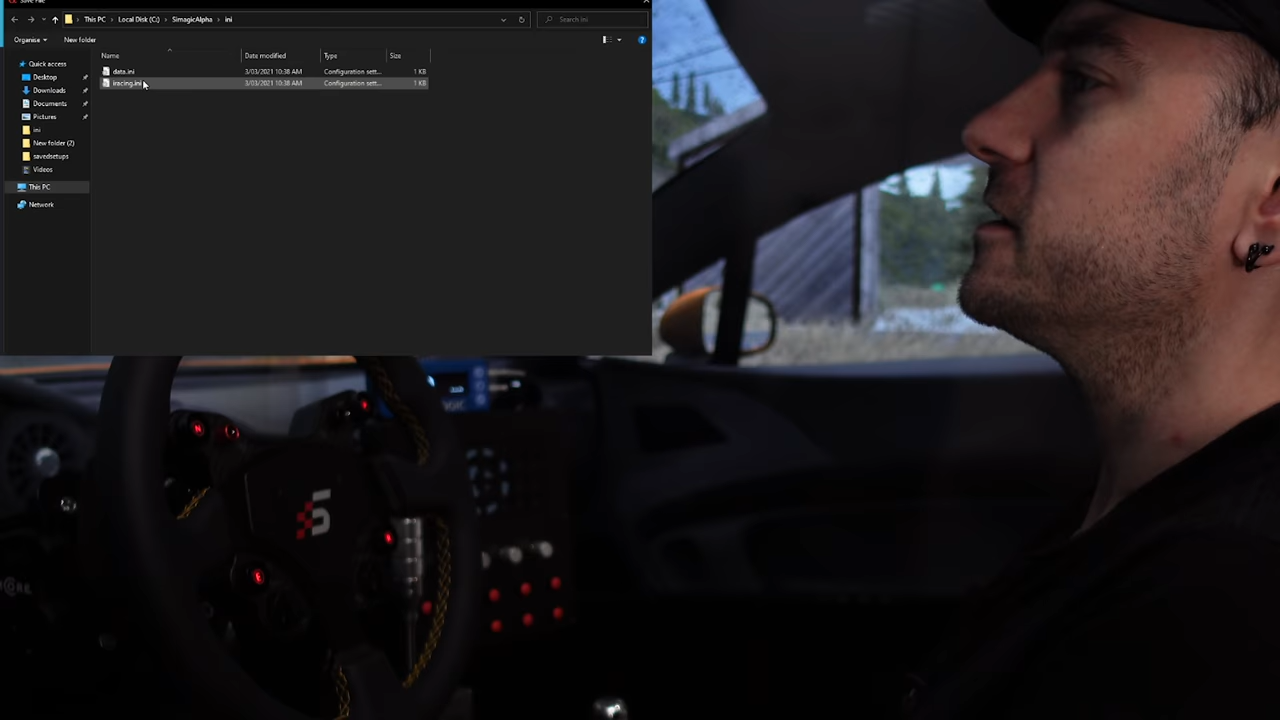 Save File
This PC > Local Disk (C:) > SimagicAlpha > ini
Search ini
Organise
New folder
Name
Date modified
Type
Size
data.ini
3/03/2021 10:38 AM
Configuration sett...
1 KB
iracing.ini
3/03/2021 10:38 AM
Configuration sett...
1 KB
Quick access
Desktop
Downloads
Documents
Pictures
ini
New folder (2)
savedsetups
Videos
This PC
Network
N